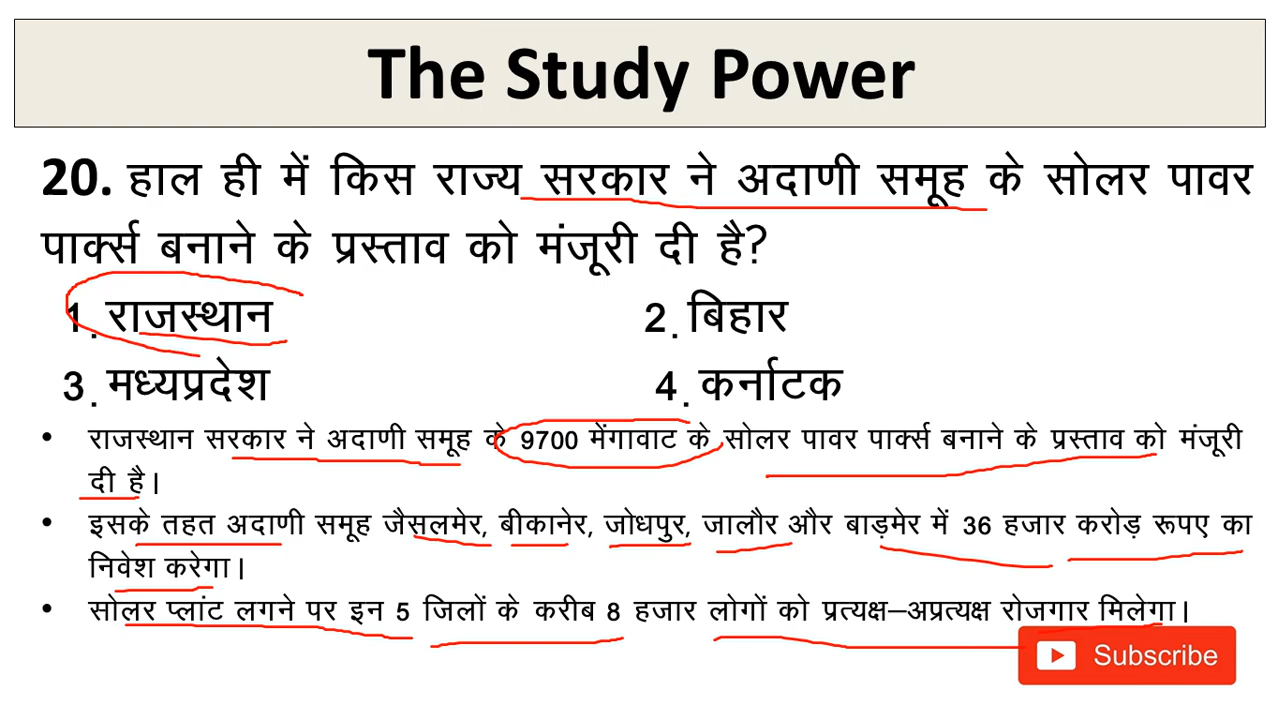 The Study Power
20. हाल ही में किस राज्य सरकार ने अदाणी समूह के सोलर पावर
पार्क्स बनाने के प्रस्ताव को मंजूरी दी है?
1. राजस्थान 2. बिहार
3. मध्यप्रदेश 4. कर्नाटक
• राजस्थान सरकार ने अदाणी समूह के 9700 मेंगावाट के सोलर पावर पार्क्स बनाने के प्रस्ताव को मंजूरी
दी है।
• इसके तहत अदाणी समूह जैसलमेर, बीकानेर, जोधपुर, जालौर और बाड़मेर में 36 हजार करोड़ रूपए का
निवेश करेगा।
• सोलर प्लांट लगने पर इन 5 जिलों के करीब 8 हजार लोगों को प्रत्यक्ष–अप्रत्यक्ष रोजगार मिलेगा।
Subscribe